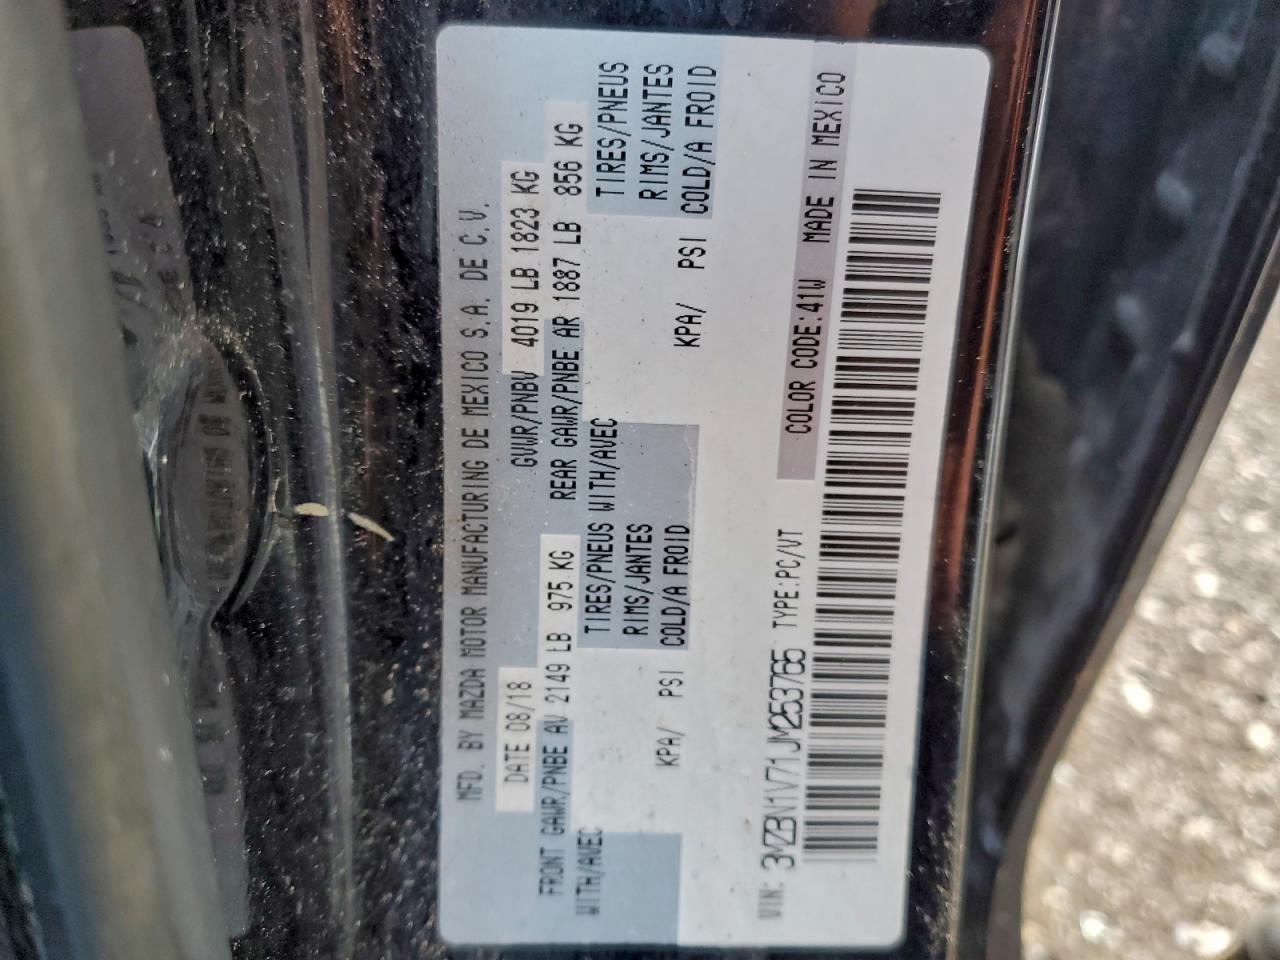 MFD. BY MAZDA MOTOR MANUFACTURING DE MEXICO S.A. DE C.V.
DATE 08/18 GVWR/PNBV 4019 LB 1823 KG
FRONT GAWR/PNBE AV 2149 LB 975 KG REAR GAWR/PNBE AR 1887 LB 856 KG
WITH/AVEC TIRES/PNEUS WITH/AVEC TIRES/PNEUS
RIMS/JANTES RIMS/JANTES
KPA/ PSI COLD/A FROID KPA/ PSI COLD/A FROID
VIN: 3MZBN1V71JM253765 TYPE:PC/VT COLOR CODE:41W MADE IN MEXICO